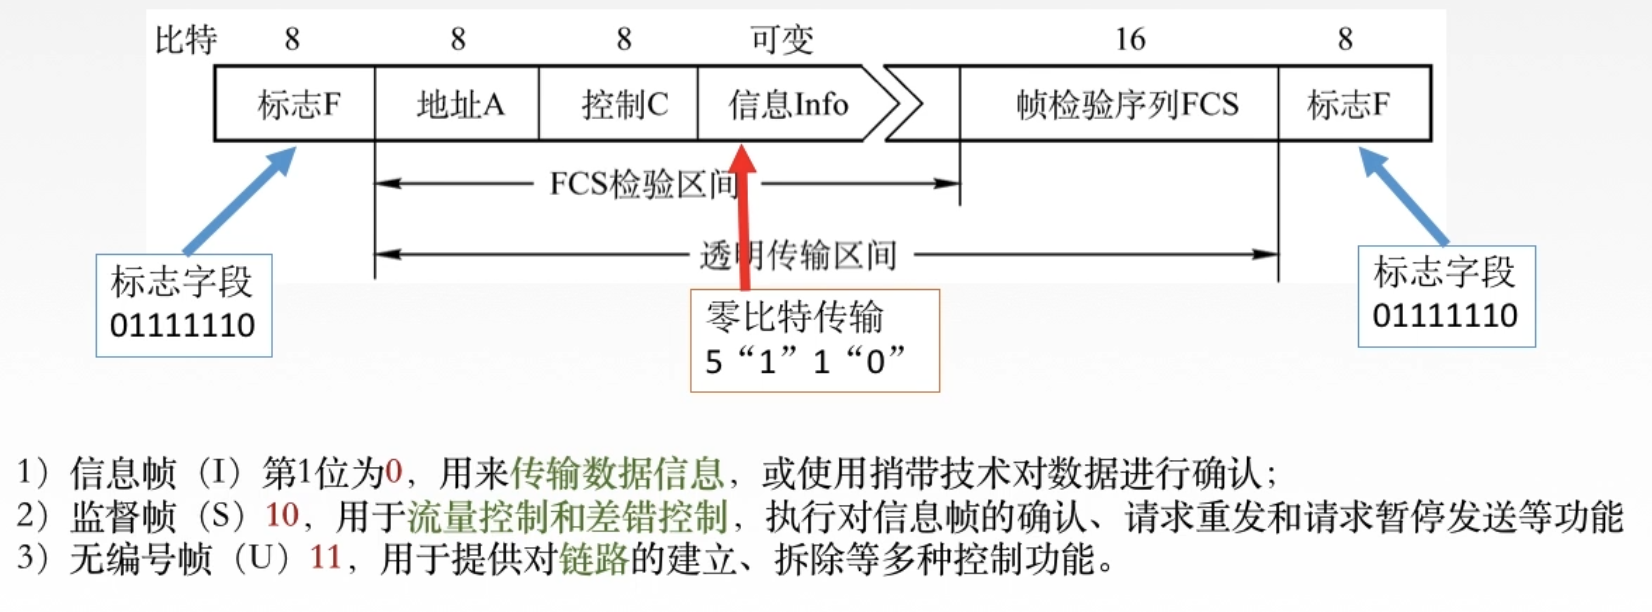 比特 8 8 8 可变 16 8
标志F 地址A 控制C 信息Info 帧检验序列FCS 标志F
FCS检验区间
透明传输区间
标志字段
01111110
零比特传输
5“1”1“0”
标志字段
01111110
1）信息帧（I）第1位为0，用来传输数据信息，或使用捎带技术对数据进行确认；
2）监督帧（S）10，用于流量控制和差错控制，执行对信息帧的确认、请求重发和请求暂停发送等功能
3）无编号帧（U）11，用于提供对链路的建立、拆除等多种控制功能。